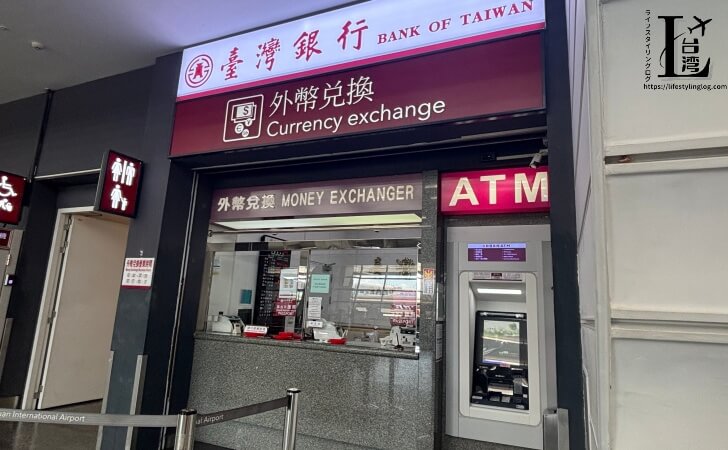 臺灣銀行 BANK OF TAIWAN
外幣兌換
Currency exchange
外幣兌換 MONEY EXCHANGER
ATM
PASSPORT
International Airport
Airport
ライフスタイリングログ
台湾
https://lifestylinglog.com